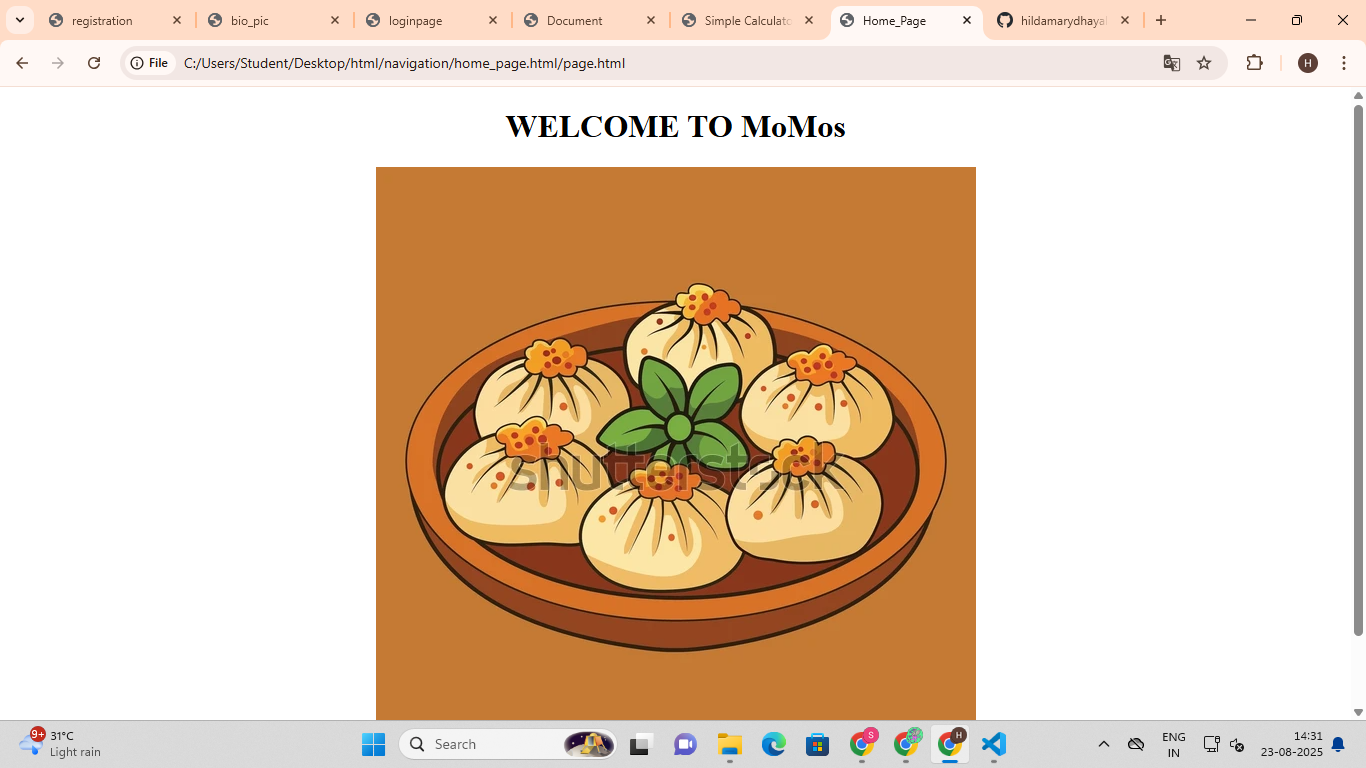 registration
bio_pic
loginpage
Document
Simple Calculato
Home_Page
hildamarydhaya
File
C:/Users/Student/Desktop/html/navigation/home_page.html/page.html
H
WELCOME TO MoMos
shutterstock
9+
31°C
Light rain
Search
S
H
ENG
IN
14:31
23-08-2025